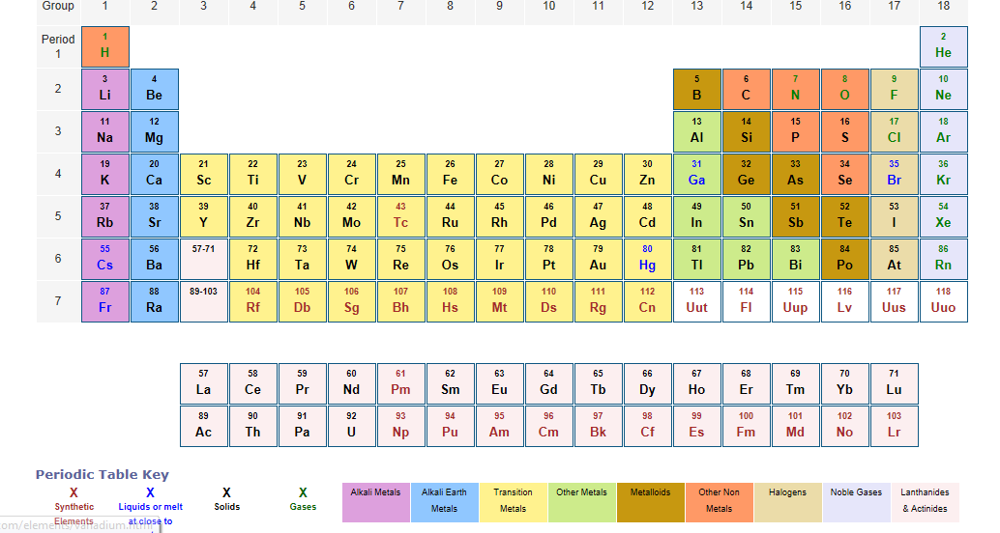 Group 1 2 3 4 5 6 7 8 9 10 11 12 13 14 15 16 17 18
Period 1 2
1 H He
3 4 5 6 7 8 9 10
2 Li Be B C N O F Ne
11 12 13 14 15 16 17 18
3 Na Mg Al Si P S Cl Ar
19 20 21 22 23 24 25 26 27 28 29 30 31 32 33 34 35 36
4 K Ca Sc Ti V Cr Mn Fe Co Ni Cu Zn Ga Ge As Se Br Kr
37 38 39 40 41 42 43 44 45 46 47 48 49 50 51 52 53 54
5 Rb Sr Y Zr Nb Mo Tc Ru Rh Pd Ag Cd In Sn Sb Te I Xe
55 56 57-71 72 73 74 75 76 77 78 79 80 81 82 83 84 85 86
6 Cs Ba Hf Ta W Re Os Ir Pt Au Hg Tl Pb Bi Po At Rn
87 88 89-103 104 105 106 107 108 109 110 111 112 113 114 115 116 117 118
7 Fr Ra Rf Db Sg Bh Hs Mt Ds Rg Cn Uut Fl Uup Lv Uus Uuo
57 58 59 60 61 62 63 64 65 66 67 68 69 70 71
La Ce Pr Nd Pm Sm Eu Gd Tb Dy Ho Er Tm Yb Lu
89 90 91 92 93 94 95 96 97 98 99 100 101 102 103
Ac Th Pa U Np Pu Am Cm Bk Cf Es Fm Md No Lr
Periodic Table Key
X X X X
Synthetic Liquids or melt Solids Gases
Elements at close to
Alkali Metals Alkali Earth Transition Other Metals Metalloids Other Non Halogens Noble Gases Lanthanides
Metals Metals Metals & Actinides
com/elements/vanadium.html